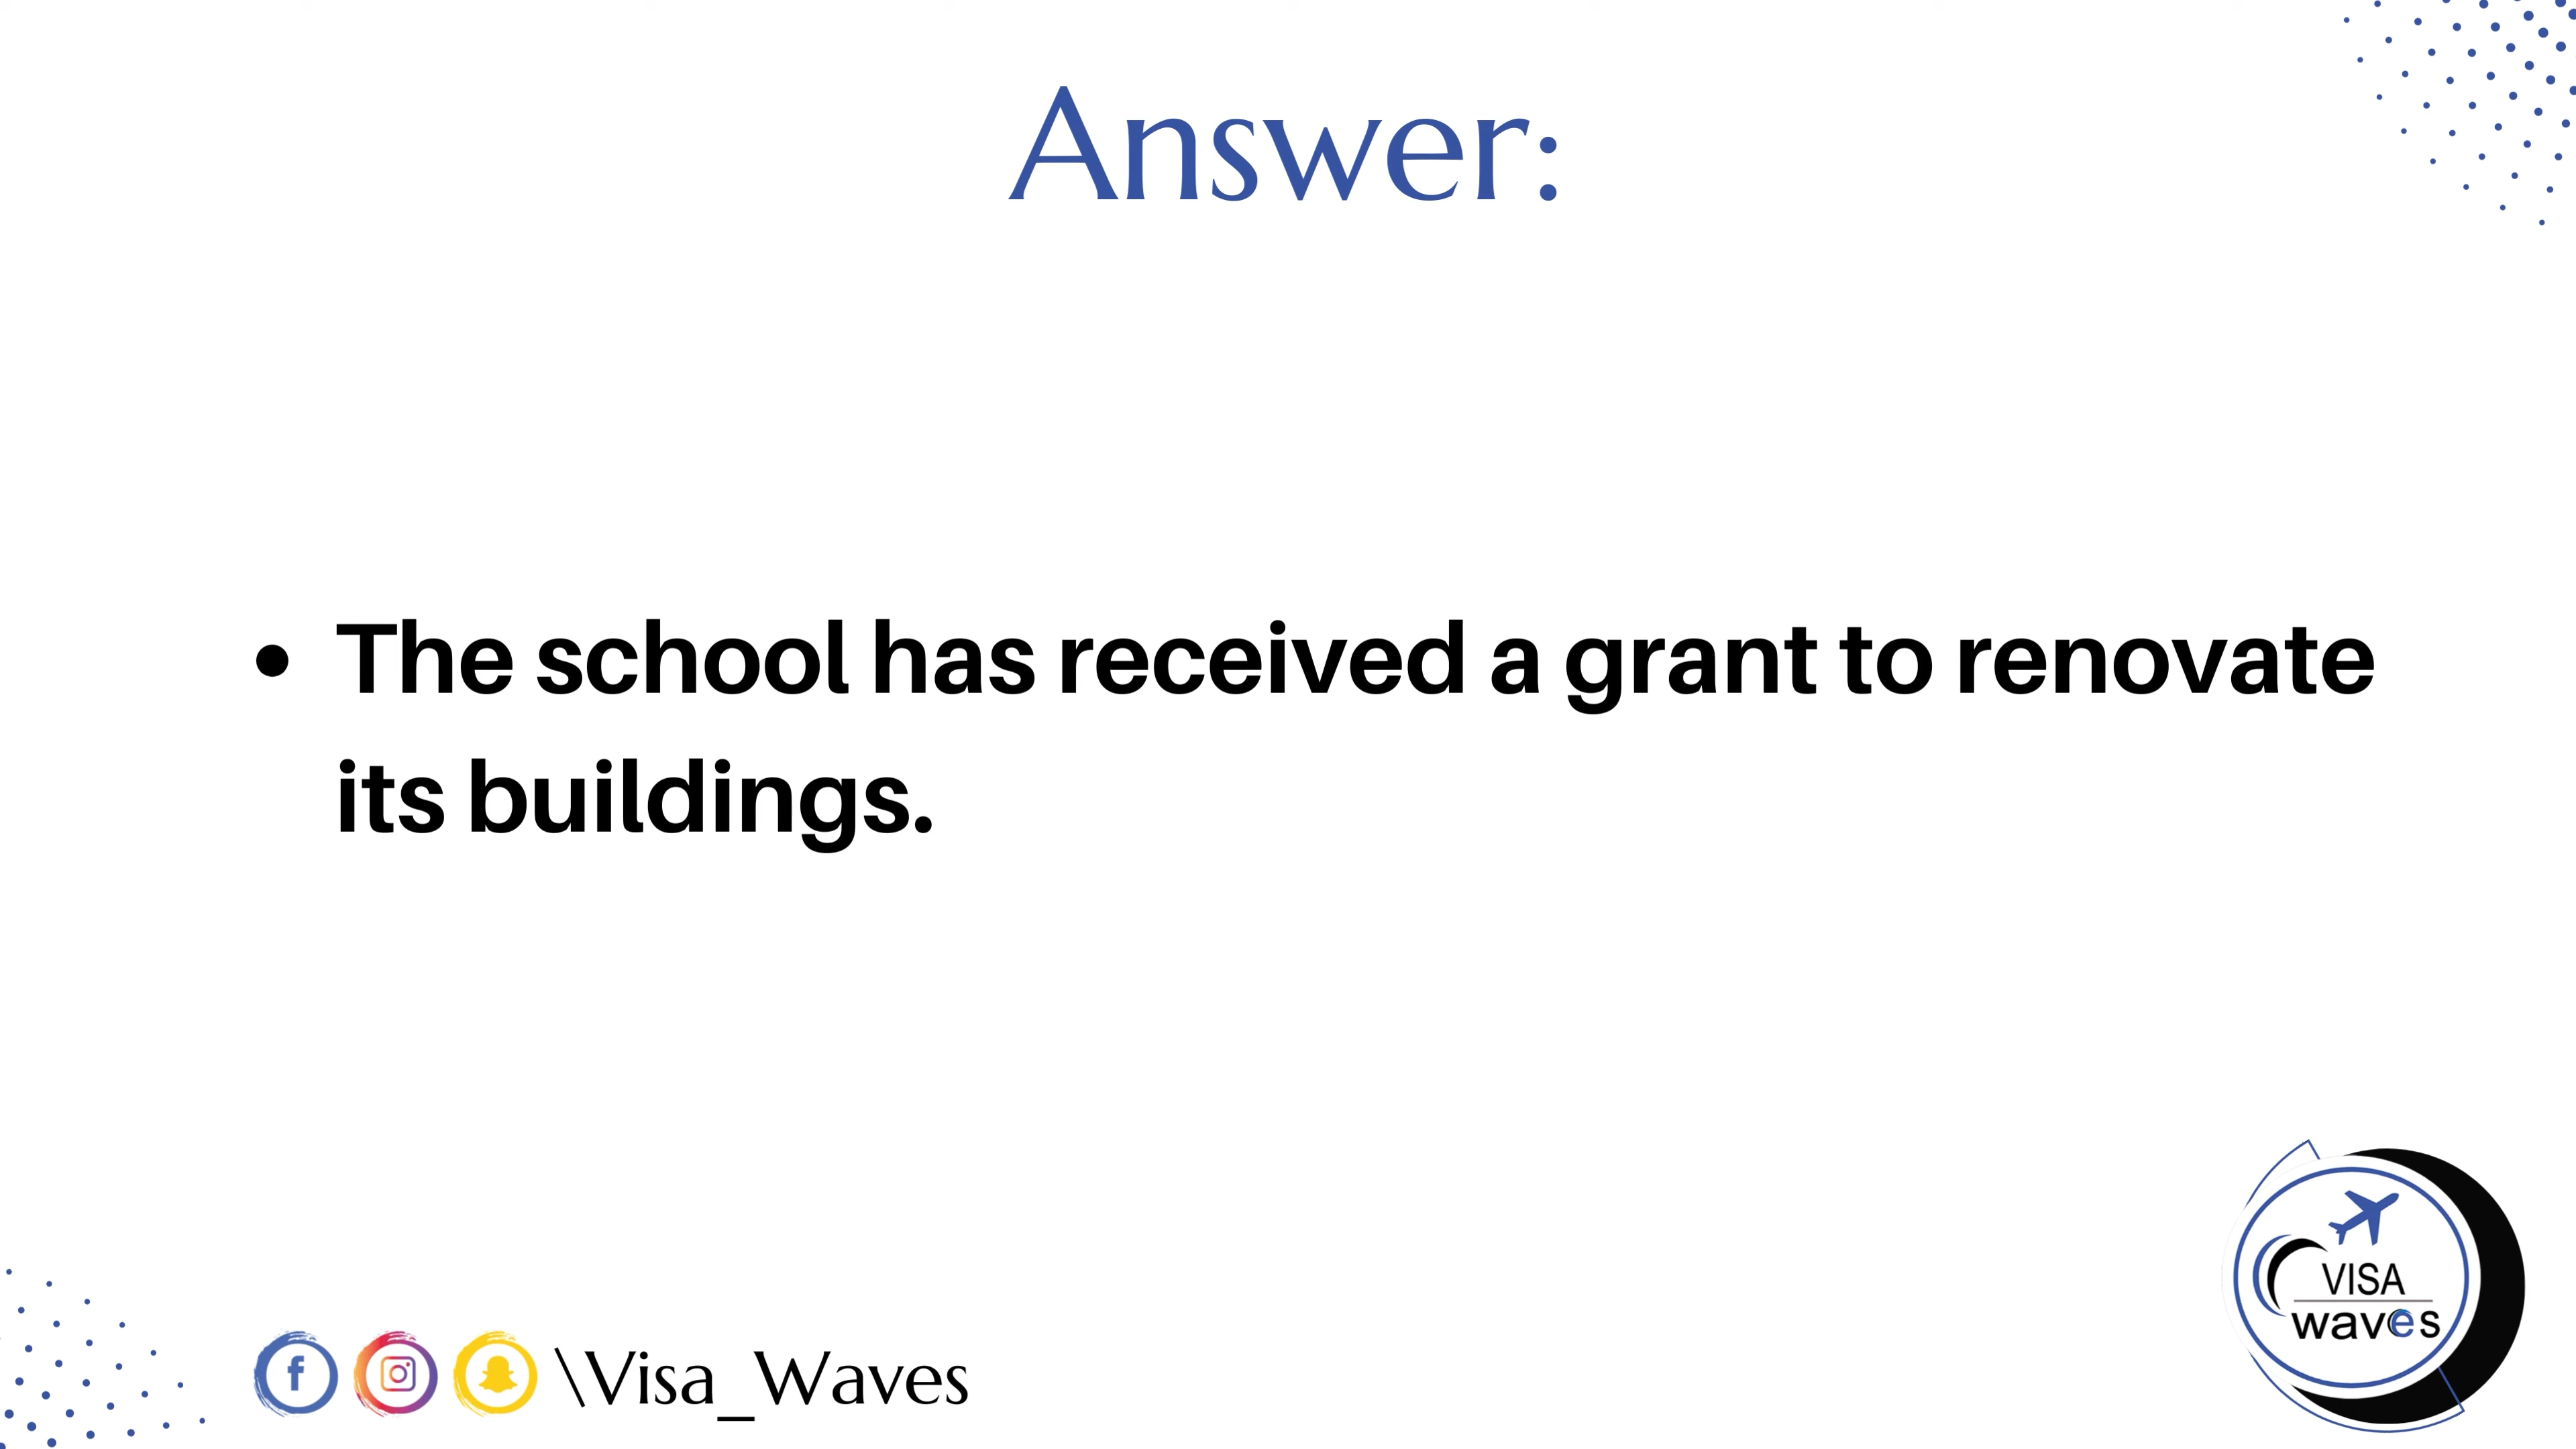 Answer:
• The school has received a grant to renovate
its buildings.
\Visa_Waves
VISA
waves